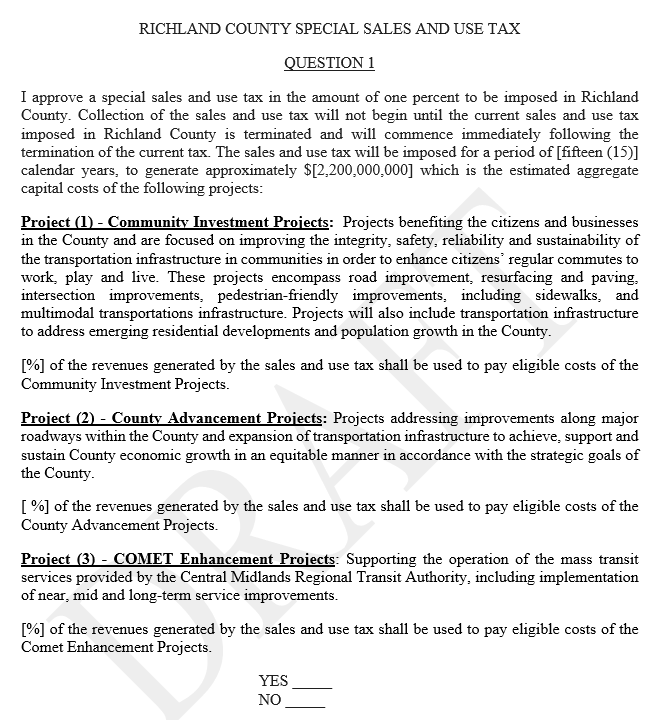 RICHLAND COUNTY SPECIAL SALES AND USE TAX
QUESTION 1
I approve a special sales and use tax in the amount of one percent to be imposed in Richland
County. Collection of the sales and use tax will not begin until the current sales and use tax
imposed in Richland County is terminated and will commence immediately following the
termination of the current tax. The sales and use tax will be imposed for a period of [fifteen (15)]
calendar years, to generate approximately $[2,200,000,000] which is the estimated aggregate
capital costs of the following projects:
Project (1) - Community Investment Projects: Projects benefiting the citizens and businesses
in the County and are focused on improving the integrity, safety, reliability and sustainability of
the transportation infrastructure in communities in order to enhance citizens' regular commutes to
work, play and live. These projects encompass road improvement, resurfacing and paving,
intersection improvements, pedestrian-friendly improvements, including sidewalks, and
multimodal transportations infrastructure. Projects will also include transportation infrastructure
to address emerging residential developments and population growth in the County.
[%] of the revenues generated by the sales and use tax shall be used to pay eligible costs of the
Community Investment Projects.
Project (2) - County Advancement Projects: Projects addressing improvements along major
roadways within the County and expansion of transportation infrastructure to achieve, support and
sustain County economic growth in an equitable manner in accordance with the strategic goals of
the County.
[ %] of the revenues generated by the sales and use tax shall be used to pay eligible costs of the
County Advancement Projects.
Project (3) - COMET Enhancement Projects: Supporting the operation of the mass transit
services provided by the Central Midlands Regional Transit Authority, including implementation
of near, mid and long-term service improvements.
[%] of the revenues generated by the sales and use tax shall be used to pay eligible costs of the
Comet Enhancement Projects.
YES _____
NO _____
DRAFT